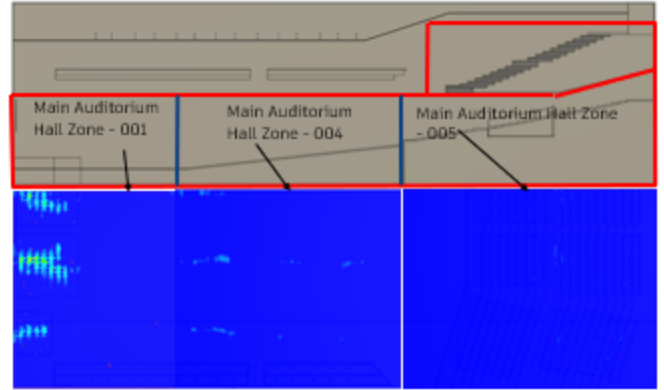 Main Auditorium
Hall Zone - 001
Main Auditorium
Hall Zone - 004
Main Auditorium Hall Zone
- 005